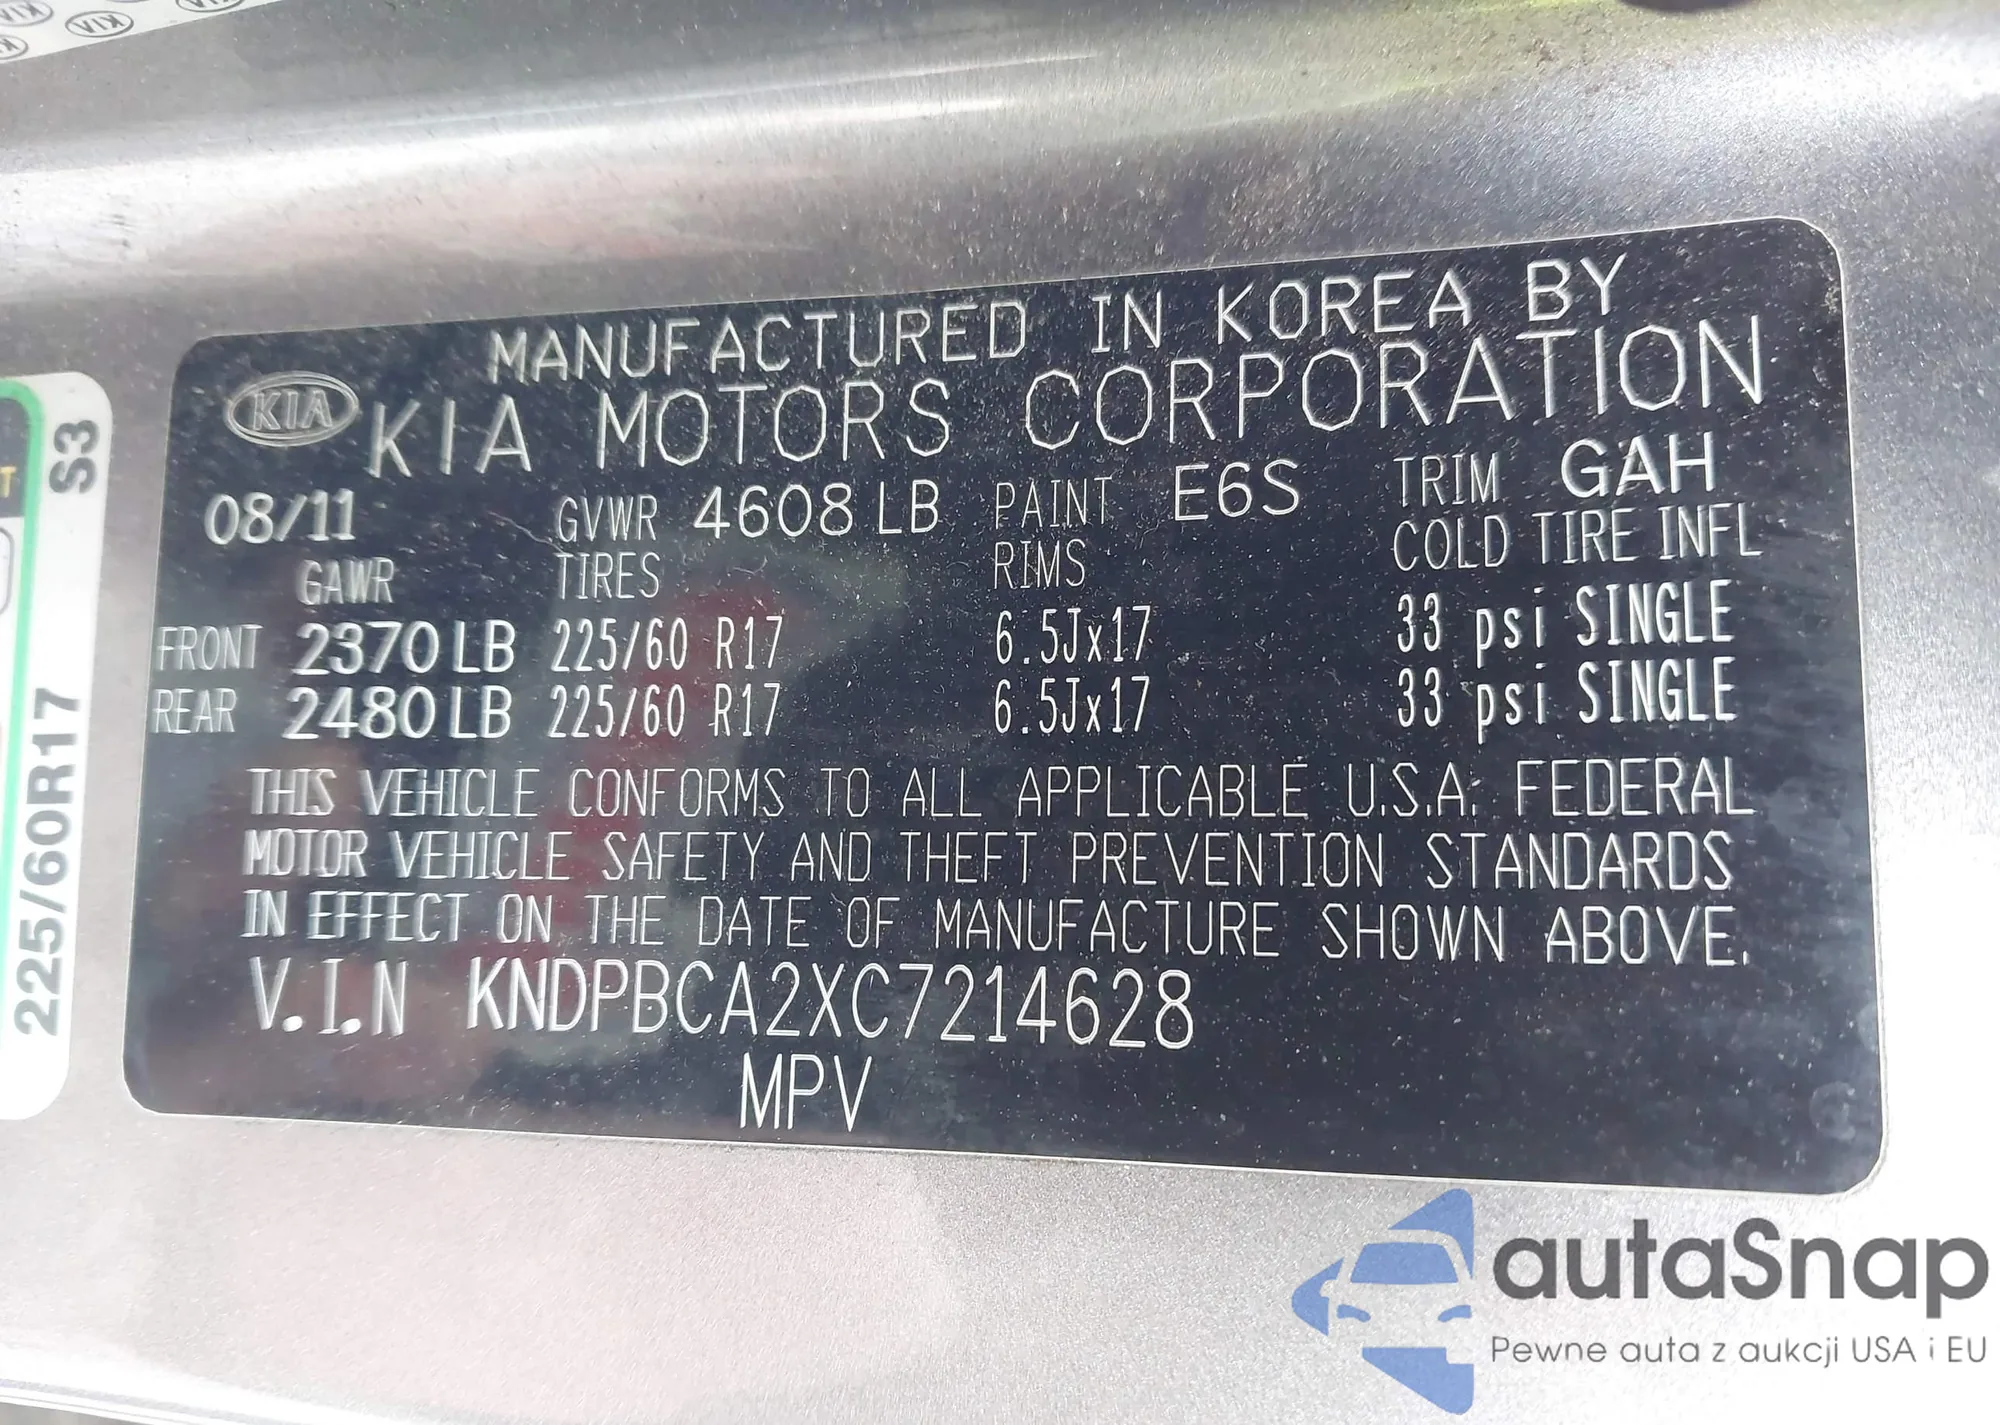 KIA KIA KIA
MANUFACTURED IN KOREA BY
KIA KIA MOTORS CORPORATION
08/11 GVWR 4608 LB PAINT E6S TRIM GAH
GAWR TIRES RIMS COLD TIRE INFL
FRONT 2370 LB 225/60 R17 6.5Jx17 33 psi SINGLE
REAR 2480 LB 225/60 R17 6.5Jx17 33 psi SINGLE
THIS VEHICLE CONFORMS TO ALL APPLICABLE U.S.A. FEDERAL
MOTOR VEHICLE SAFETY AND THEFT PREVENTION STANDARDS
IN EFFECT ON THE DATE OF MANUFACTURE SHOWN ABOVE.
V.I.N KNDPBCA2XC7214628
MPV
225/60R17 S3
autaSnap
Pewne auta z aukcji USA i EU